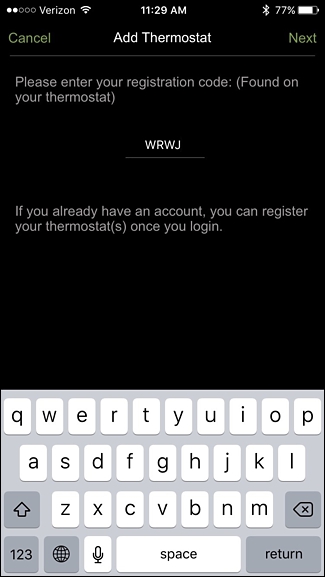 Verizon 11:29 AM 77%
Cancel Add Thermostat Next
Please enter your registration code: (Found on
your thermostat)
WRWJ
If you already have an account, you can register
your thermostat(s) once you login.
q w e r t y u i o p
a s d f g h j k l
z x c v b n m
123 space return